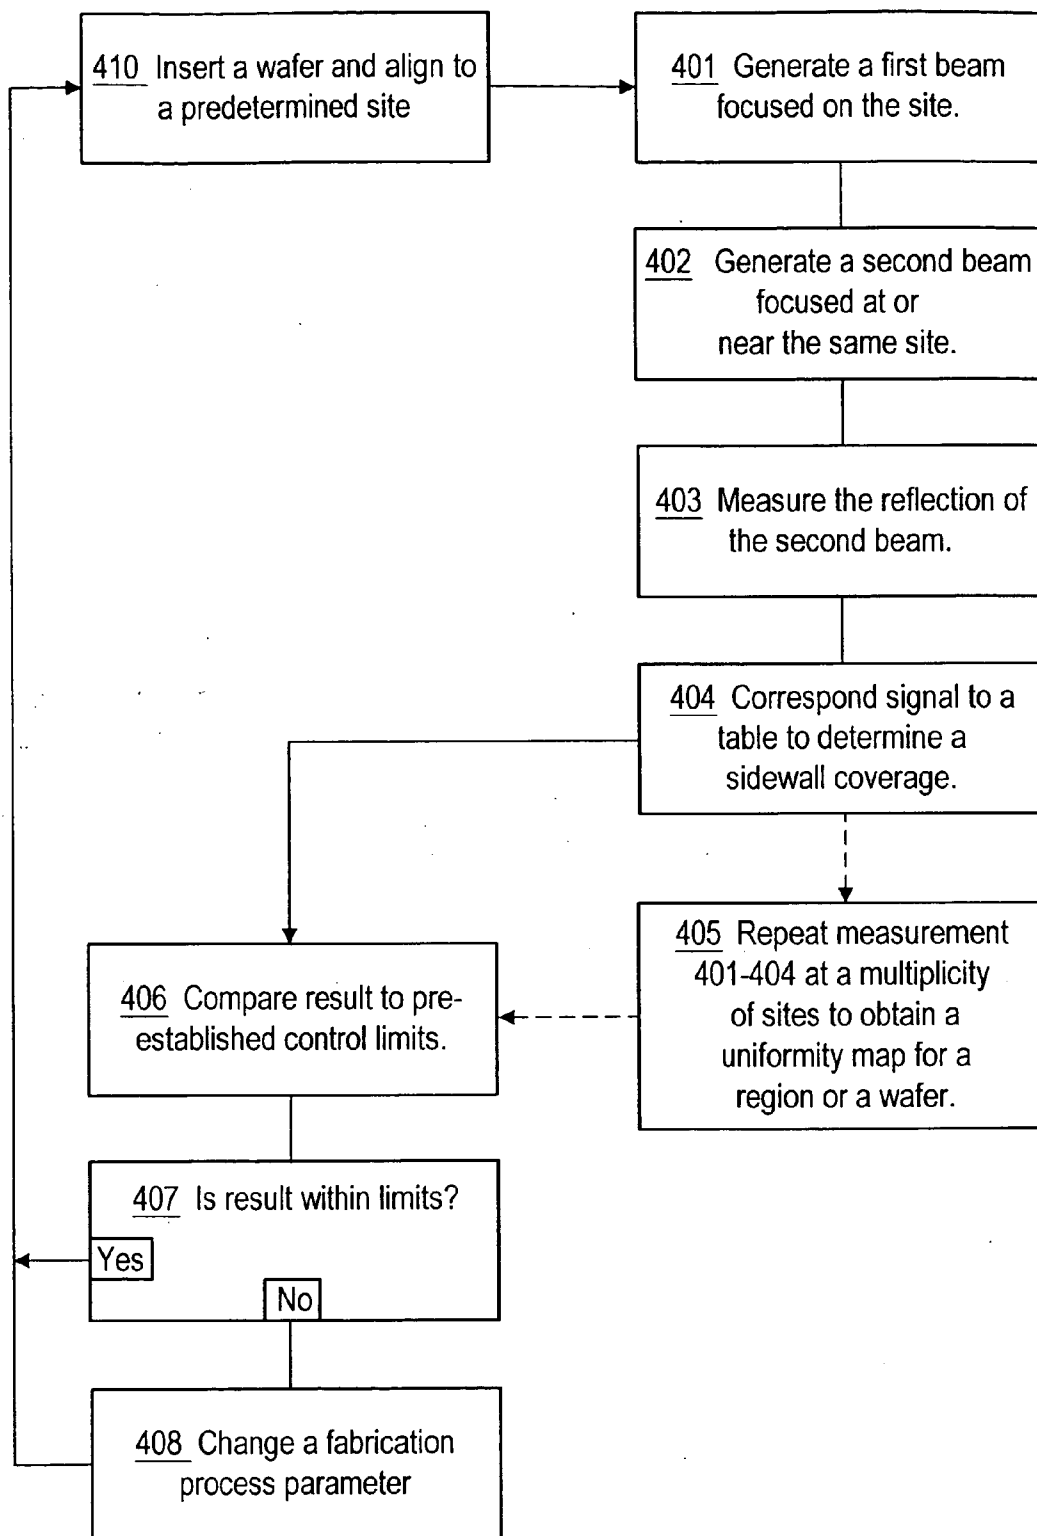 410 Insert a wafer and align to
a predetermined site
401 Generate a first beam
focused on the site.
402 Generate a second beam
focused at or
near the same site.
403 Measure the reflection of
the second beam.
404 Correspond signal to a
table to determine a
sidewall coverage.
405 Repeat measurement
401-404 at a multiplicity
of sites to obtain a
uniformity map for a
region or a wafer.
406 Compare result to pre-
established control limits.
407 Is result within limits?
Yes
No
408 Change a fabrication
process parameter